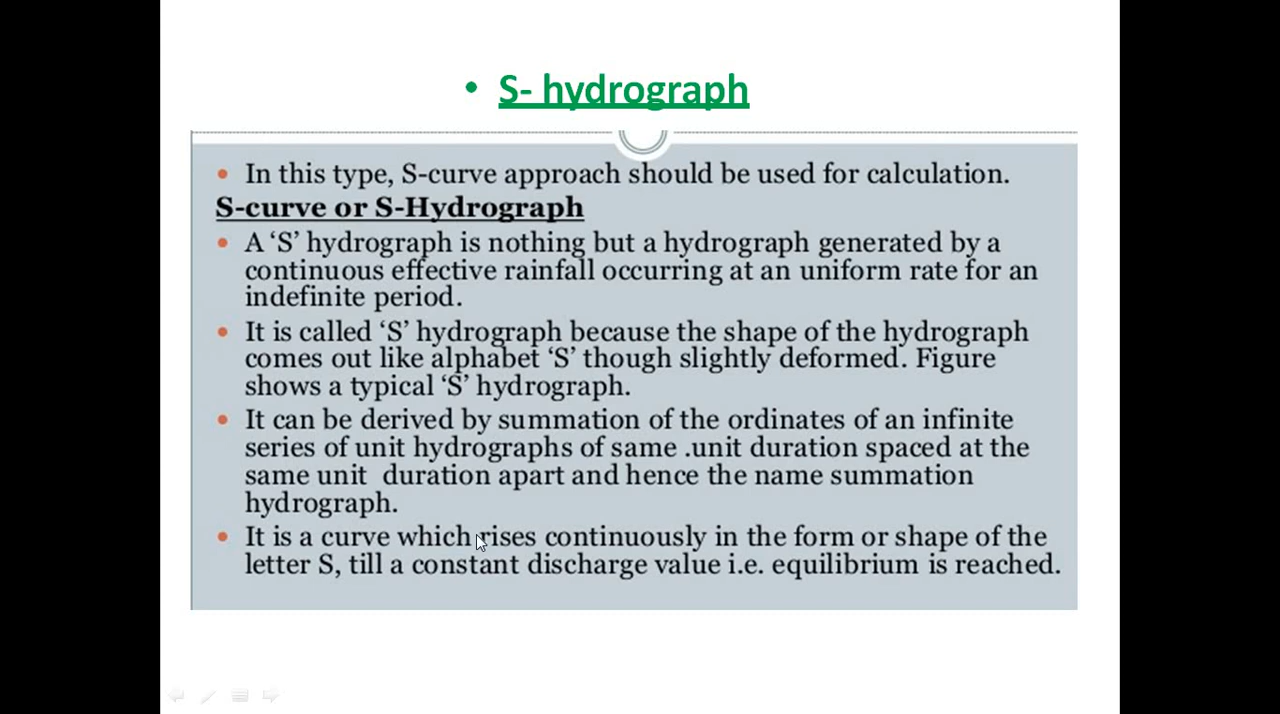 • S- hydrograph
• In this type, S-curve approach should be used for calculation.
S-curve or S-Hydrograph
• A ‘S’ hydrograph is nothing but a hydrograph generated by a
continuous effective rainfall occurring at an uniform rate for an
indefinite period.
• It is called ‘S’ hydrograph because the shape of the hydrograph
comes out like alphabet ‘S’ though slightly deformed. Figure
shows a typical ‘S’ hydrograph.
• It can be derived by summation of the ordinates of an infinite
series of unit hydrographs of same .unit duration spaced at the
same unit  duration apart and hence the name summation
hydrograph.
• It is a curve which rises continuously in the form or shape of the
letter S, till a constant discharge value i.e. equilibrium is reached.